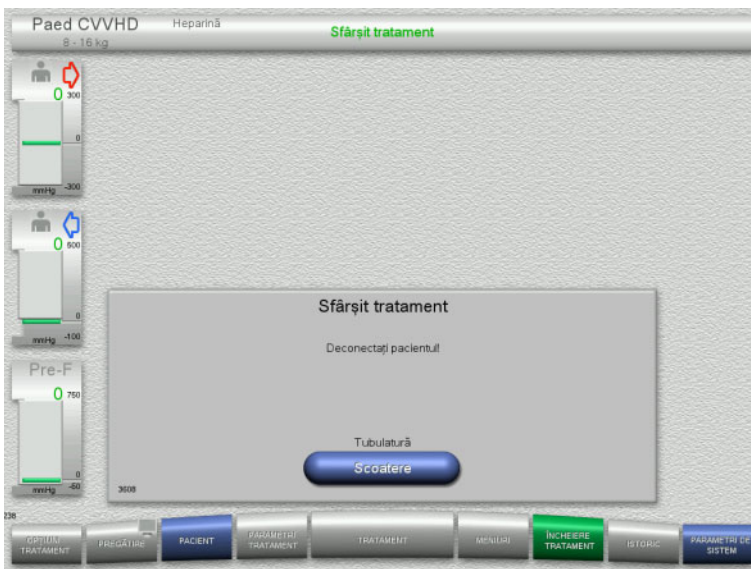 Paed CVVHD
Heparină
Sfârșit tratament
8 - 16 kg
0
300
0
mmHg
-300
0
500
0
mmHg
-100
Pre-F
0
750
0
mmHg
-50
Sfârșit tratament
Deconectați pacientul!
Tubulatură
Scoatere
3608
238
OPȚIUNI TRATAMENT
PREGĂTIRE
PACIENT
PARAMETRI TRATAMENT
TRATAMENT
MENIURI
ÎNCHEIERE TRATAMENT
ISTORIC
PARAMETRI DE SISTEM